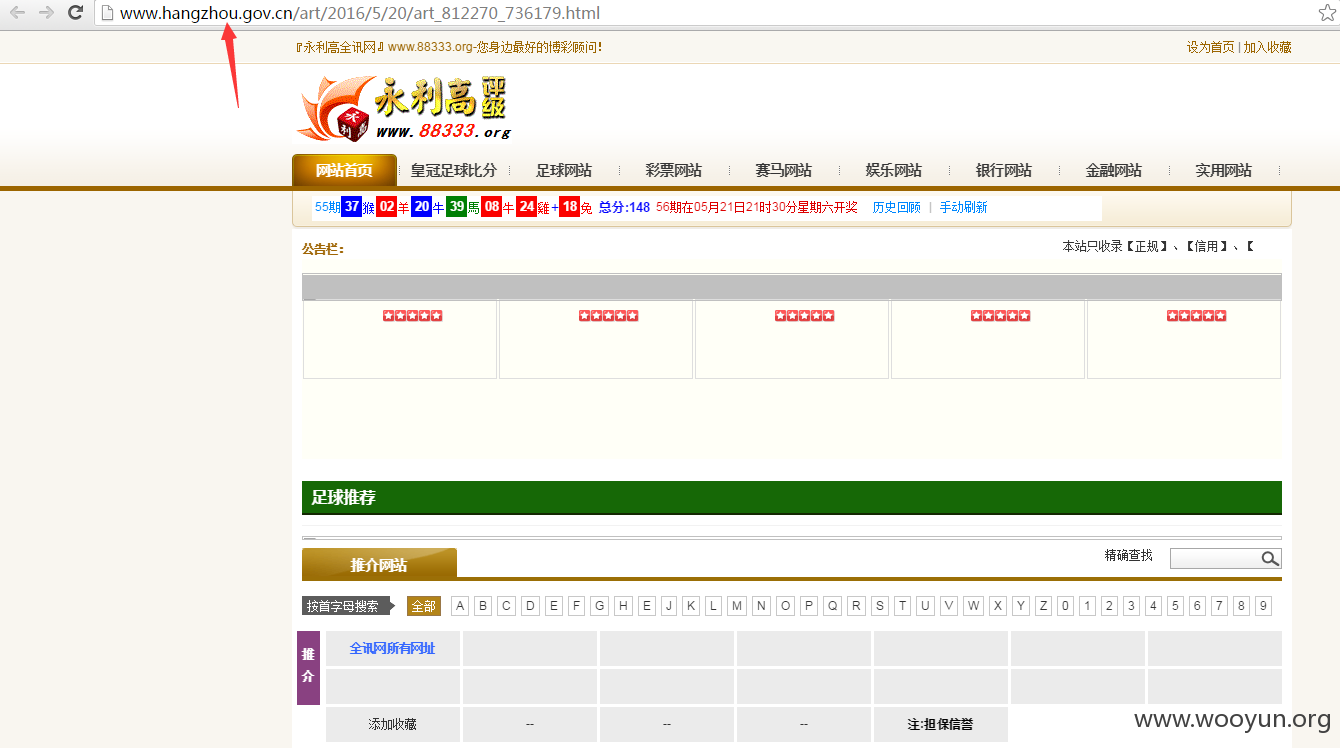 www.hangzhou.gov.cn/art/2016/5/20/art_812270_736179.html
『永利高全讯网』www.88333.org-您身边最好的博彩顾问! 设为首页 | 加入收藏
永利高评级
利高
www.88333.org
网站首页 皇冠足球比分 足球网站 彩票网站 赛马网站 娱乐网站 银行网站 金融网站 实用网站
55期 37 猴 02 羊 20 牛 39 馬 08 牛 24 雞 + 18 兔 总分:148 56期在05月21日21时30分星期六开奖 历史回顾 | 手动刷新
公告栏: 本站只收录【正规】、【信用】、【
足球推荐
推介网站 精确查找
按首字母搜索 全部 A B C D E F G H E J K L M N O P Q R S T U V W X Y Z 0 1 2 3 4 5 6 7 8 9
推介
全讯网所有网址
添加收藏 -- -- -- 注:担保信誉
www.wooyun.org